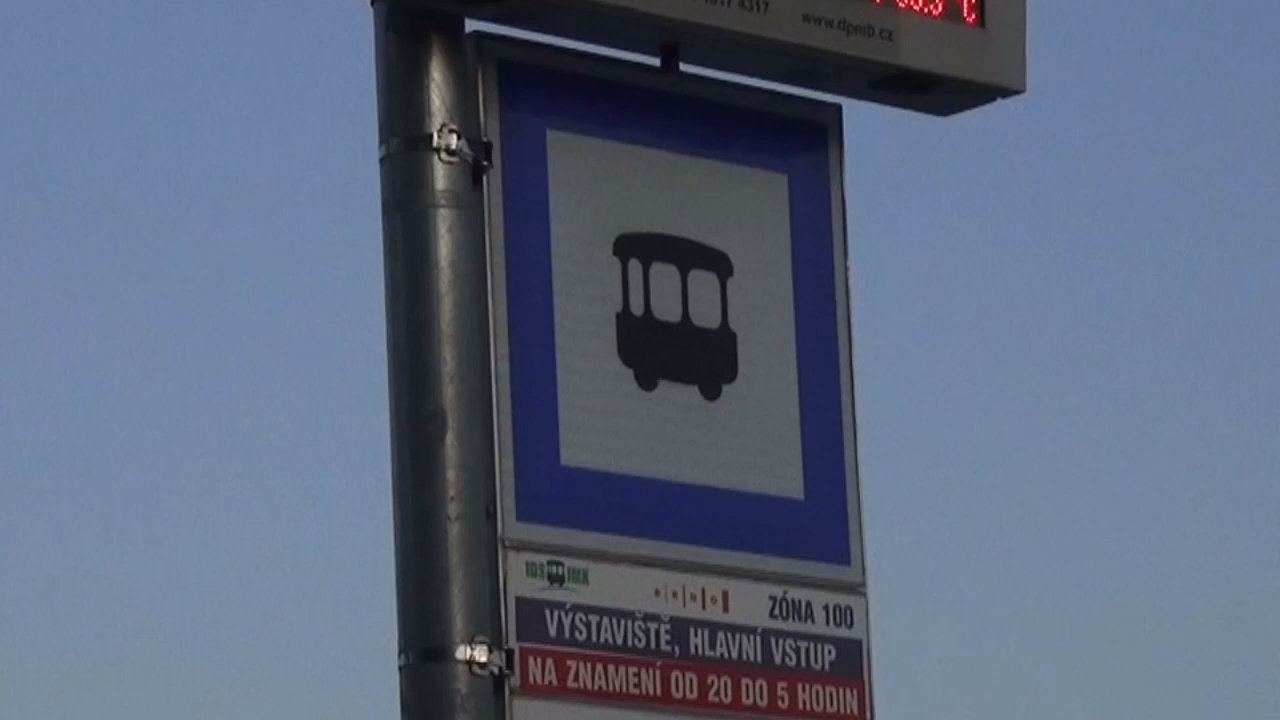 www.dpmb.cz
IDS JMK
B R N O
ZÓNA 100
VÝSTAVIŠTĚ, HLAVNÍ VSTUP
NA ZNAMENÍ OD 20 DO 5 HODIN